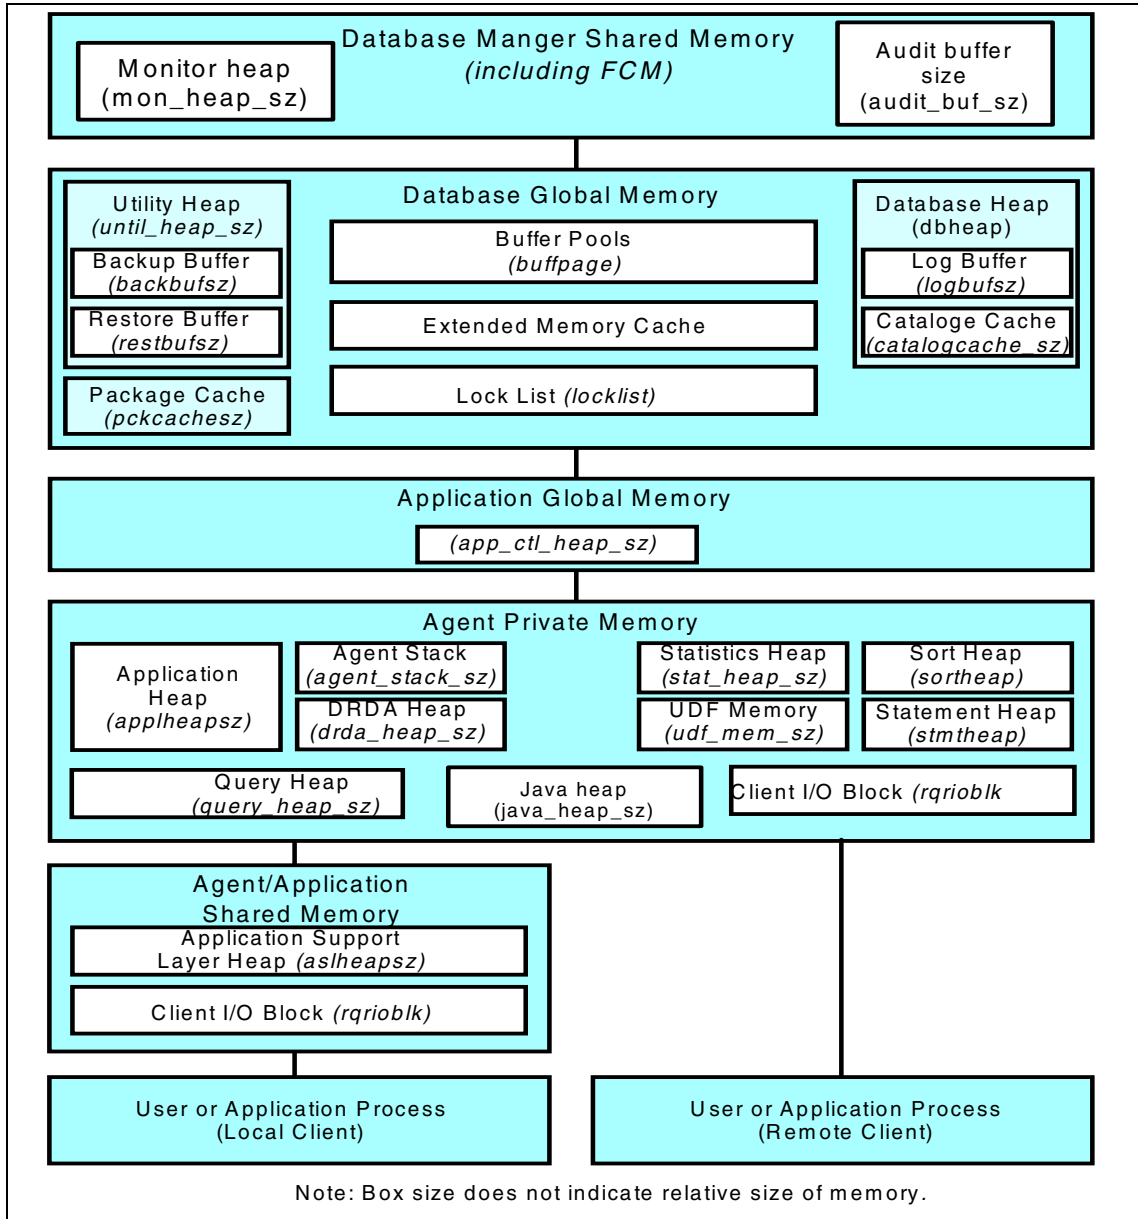 Database Manger Shared Memory
(including FCM)
Monitor heap
(mon_heap_sz)
Audit buffer
size
(audit_buf_sz)
Database Global Memory
Utility Heap
(until_heap_sz)
Backup Buffer
(backbufsz)
Restore Buffer
(restbufsz)
Package Cache
(pckcachesz)
Buffer Pools
(buffpage)
Extended Memory Cache
Lock List (locklist)
Database Heap
(dbheap)
Log Buffer
(logbufsz)
Cataloge Cache
(catalogcache_sz)
Application Global Memory
(app_ctl_heap_sz)
Agent Private Memory
Application
Heap
(applheapsz)
Agent Stack
(agent_stack_sz)
DRDA Heap
(drda_heap_sz)
Statistics Heap
(stat_heap_sz)
UDF Memory
(udf_mem_sz)
Sort Heap
(sortheap)
Statement Heap
(stmtheap)
Query Heap
(query_heap_sz)
Java heap
(java_heap_sz)
Client I/O Block (rqrioblk
Agent/Application
Shared Memory
Application Support
Layer Heap (aslheapsz)
Client I/O Block (rqrioblk)
User or Application Process
(Local Client)
User or Application Process
(Remote Client)
Note: Box size does not indicate relative size of memory.